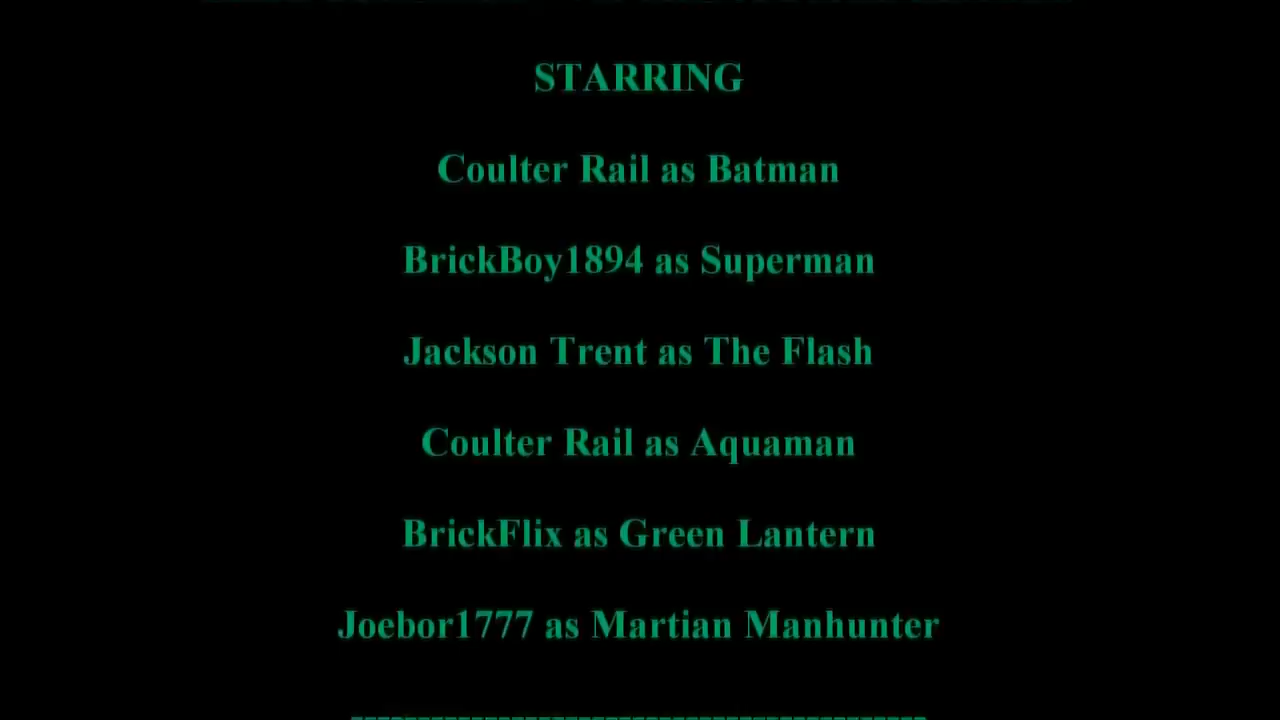 STARRING
Coulter Rail as Batman
BrickBoy1894 as Superman
Jackson Trent as The Flash
Coulter Rail as Aquaman
BrickFlix as Green Lantern
Joebor1777 as Martian Manhunter